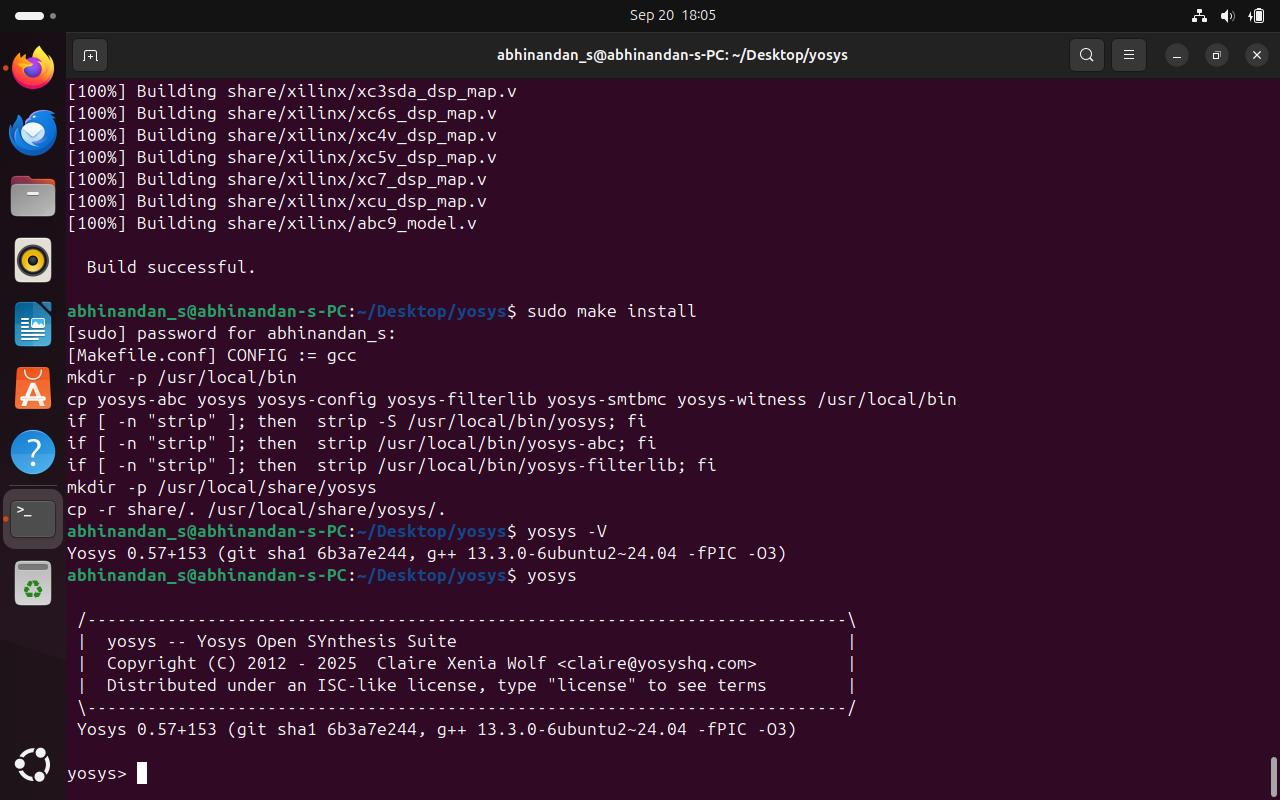 Sep 20 18:05
abhinandan_s@abhinandan-s-PC: ~/Desktop/yosys
[100%] Building share/xilinx/xc3sda_dsp_map.v
[100%] Building share/xilinx/xc6s_dsp_map.v
[100%] Building share/xilinx/xc4v_dsp_map.v
[100%] Building share/xilinx/xc5v_dsp_map.v
[100%] Building share/xilinx/xc7_dsp_map.v
[100%] Building share/xilinx/xcu_dsp_map.v
[100%] Building share/xilinx/abc9_model.v
  Build successful.
abhinandan_s@abhinandan-s-PC:~/Desktop/yosys$ sudo make install
[sudo] password for abhinandan_s:
[Makefile.conf] CONFIG := gcc
mkdir -p /usr/local/bin
cp yosys-abc yosys yosys-config yosys-filterlib yosys-smtbmc yosys-witness /usr/local/bin
if [ -n "strip" ]; then  strip -S /usr/local/bin/yosys; fi
if [ -n "strip" ]; then  strip /usr/local/bin/yosys-abc; fi
if [ -n "strip" ]; then  strip /usr/local/bin/yosys-filterlib; fi
mkdir -p /usr/local/share/yosys
cp -r share/. /usr/local/share/yosys/.
abhinandan_s@abhinandan-s-PC:~/Desktop/yosys$ yosys -V
Yosys 0.57+153 (git sha1 6b3a7e244, g++ 13.3.0-6ubuntu2~24.04 -fPIC -O3)
abhinandan_s@abhinandan-s-PC:~/Desktop/yosys$ yosys
 /----------------------------------------------------------------------------\
 |  yosys -- Yosys Open SYnthesis Suite                                       |
 |  Copyright (C) 2012 - 2025  Claire Xenia Wolf <claire@yosyshq.com>         |
 |  Distributed under an ISC-like license, type "license" to see terms        |
 \----------------------------------------------------------------------------/
 Yosys 0.57+153 (git sha1 6b3a7e244, g++ 13.3.0-6ubuntu2~24.04 -fPIC -O3)
yosys>